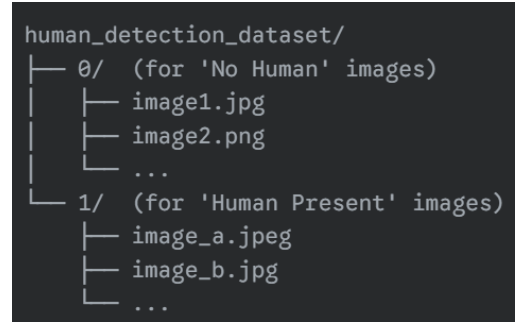 human_detection_dataset/
├── 0/  (for 'No Human' images)
│   ├── image1.jpg
│   ├── image2.png
│   └── ...
└── 1/  (for 'Human Present' images)
    ├── image_a.jpeg
    ├── image_b.jpg
    └── ...